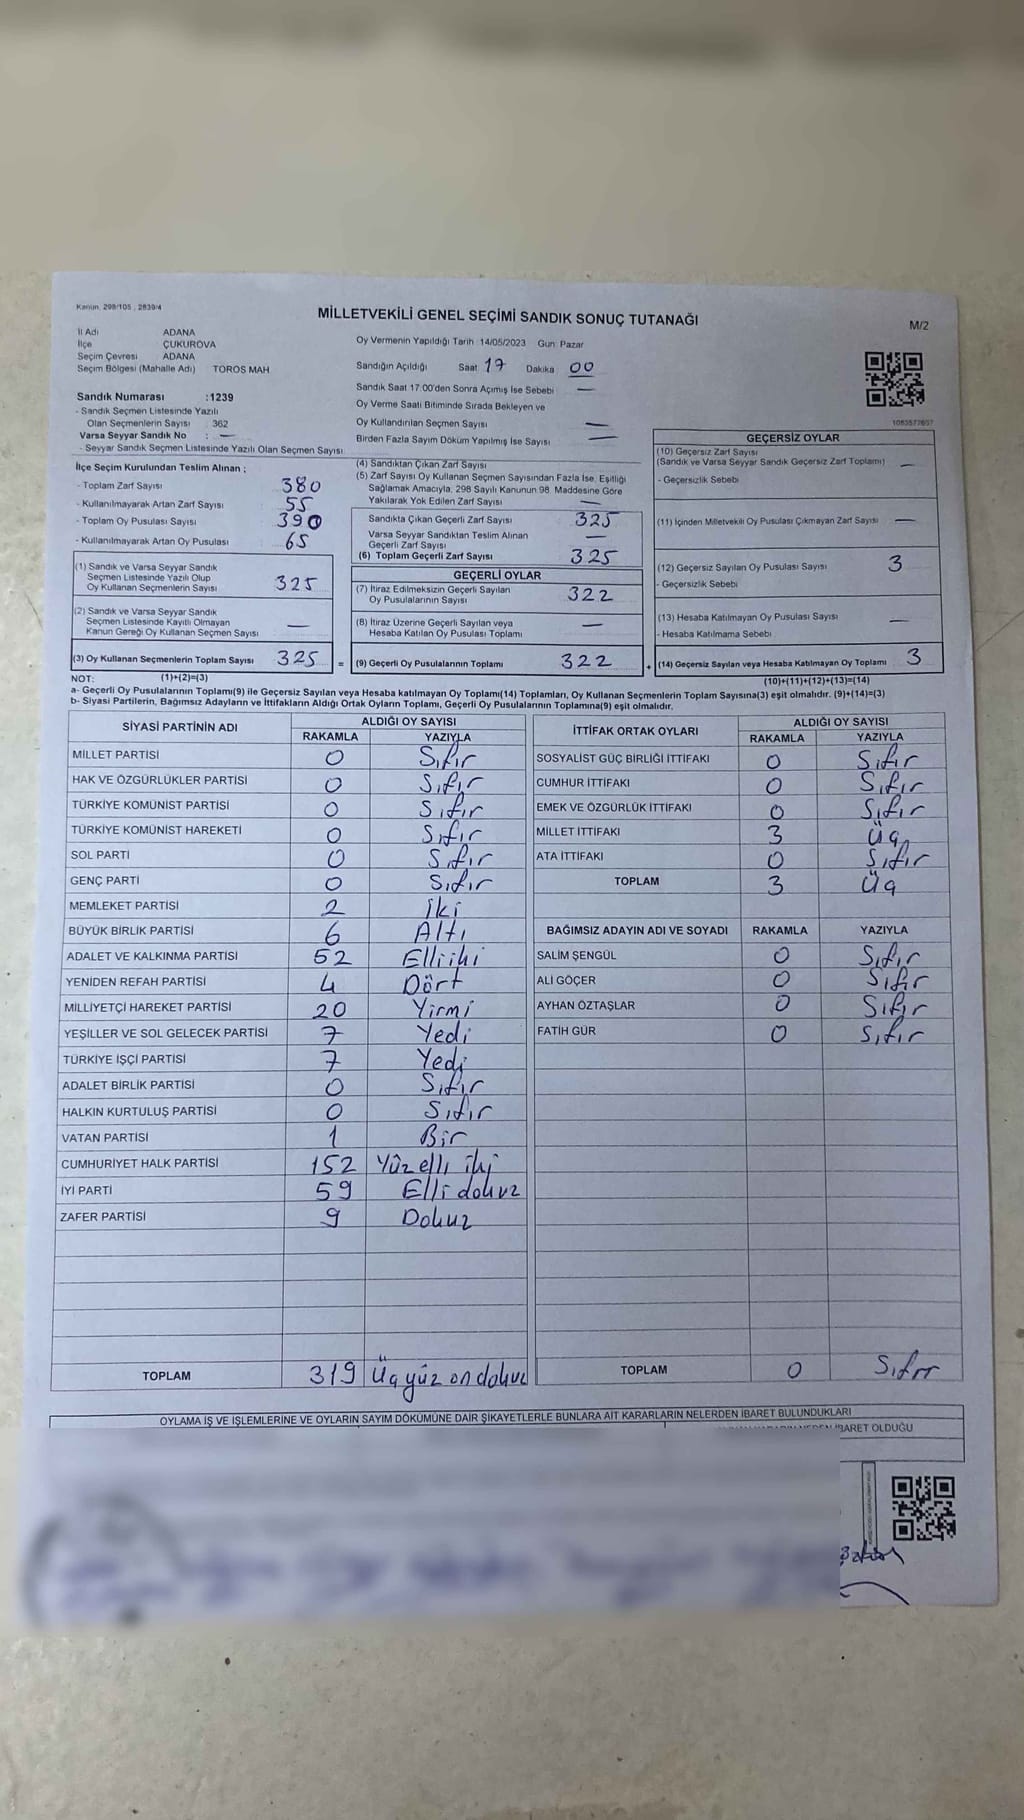 Kanun, 298/105 , 2839/4
MİLLETVEKİLİ GENEL SEÇİMİ SANDIK SONUÇ TUTANAĞI
M/2
İl Adı ADANA
İlçe ÇUKUROVA
Seçim Çevresi ADANA
Seçim Bölgesi (Mahalle Adı) TOROS MAH
Sandık Numarası :1239
- Sandık Seçmen Listesinde Yazılı
Olan Seçmenlerin Sayısı : 362
Varsa Seyyar Sandık No : —
- Seyyar Sandık Seçmen Listesinde Yazılı Olan Seçmen Sayısı
Oy Vermenin Yapıldığı Tarih :14/05/2023 Gün: Pazar
Sandığın Açıldığı Saat 17 Dakika 00
Sandık Saat 17.00'den Sonra Açılmış İse Sebebi —
Oy Verme Saati Bitiminde Sırada Bekleyen ve
Oy Kullandırılan Seçmen Sayısı —
Birden Fazla Sayım Döküm Yapılmış İse Sayısı —
1083577657
İlçe Seçim Kurulundan Teslim Alınan ;
- Toplam Zarf Sayısı 380
- Kullanılmayarak Artan Zarf Sayısı 55
- Toplam Oy Pusulası Sayısı 390
- Kullanılmayarak Artan Oy Pusulası 65
(1) Sandık ve Varsa Seyyar Sandık
Seçmen Listesinde Yazılı Olup
Oy Kullanan Seçmenlerin Sayısı 325
(2) Sandık ve Varsa Seyyar Sandık
Seçmen Listesinde Kayıtlı Olmayan
Kanun Gereği Oy Kullanan Seçmen Sayısı —
(3) Oy Kullanan Seçmenlerin Toplam Sayısı 325 =
(1)+(2)=(3)
(4) Sandıktan Çıkan Zarf Sayısı
(5) Zarf Sayısı Oy Kullanan Seçmen Sayısından Fazla İse, Eşitliği
Sağlamak Amacıyla, 298 Sayılı Kanunun 98. Maddesine Göre
Yakılarak Yok Edilen Zarf Sayısı —
Sandıkta Çıkan Geçerli Zarf Sayısı 325
Varsa Seyyar Sandıktan Teslim Alınan
Geçerli Zarf Sayısı —
(6) Toplam Geçerli Zarf Sayısı 325
GEÇERLİ OYLAR
(7) İtiraz Edilmeksizin Geçerli Sayılan
Oy Pusulalarının Sayısı 322
(8) İtiraz Üzerine Geçerli Sayılan veya
Hesaba Katılan Oy Pusulası Toplamı —
(9) Geçerli Oy Pusulalarının Toplamı 322 +
GEÇERSİZ OYLAR
(10) Geçersiz Zarf Sayısı
(Sandık ve Varsa Seyyar Sandık Geçersiz Zarf Toplamı) —
- Geçersizlik Sebebi
(11) İçinden Milletvekili Oy Pusulası Çıkmayan Zarf Sayısı —
(12) Geçersiz Sayılan Oy Pusulası Sayısı 3
- Geçersizlik Sebebi
(13) Hesaba Katılmayan Oy Pusulası Sayısı —
- Hesaba Katılmama Sebebi
(14) Geçersiz Sayılan veya Hesaba Katılmayan Oy Toplamı 3
(10)+(11)+(12)+(13)=(14)
NOT:
a- Geçerli Oy Pusulalarının Toplamı(9) ile Geçersiz Sayılan veya Hesaba katılmayan Oy Toplamı(14) Toplamları, Oy Kullanan Seçmenlerin Toplam Sayısına(3) eşit olmalıdır. (9)+(14)=(3)
b- Siyasi Partilerin, Bağımsız Adayların ve İttifakların Aldığı Ortak Oyların Toplamı, Geçerli Oy Pusulalarının Toplamına(9) eşit olmalıdır.
SİYASİ PARTİNİN ADI ALDIĞI OY SAYISI
RAKAMLA YAZIYLA
MİLLET PARTİSİ 0 Sıfır
HAK VE ÖZGÜRLÜKLER PARTİSİ 0 Sıfır
TÜRKİYE KOMÜNİST PARTİSİ 0 Sıfır
TÜRKİYE KOMÜNİST HAREKETİ 0 Sıfır
SOL PARTİ 0 Sıfır
GENÇ PARTİ 0 Sıfır
MEMLEKET PARTİSİ 2 İki
BÜYÜK BİRLİK PARTİSİ 6 Altı
ADALET VE KALKINMA PARTİSİ 52 Elliiki
YENİDEN REFAH PARTİSİ 4 Dört
MİLLİYETÇİ HAREKET PARTİSİ 20 Yirmi
YEŞİLLER VE SOL GELECEK PARTİSİ 7 Yedi
TÜRKİYE İŞÇİ PARTİSİ 7 Yedi
ADALET BİRLİK PARTİSİ 0 Sıfır
HALKIN KURTULUŞ PARTİSİ 0 Sıfır
VATAN PARTİSİ 1 Bir
CUMHURİYET HALK PARTİSİ 152 Yüzelli iki
İYİ PARTİ 59 Elli dokuz
ZAFER PARTİSİ 9 Dokuz
TOPLAM 319 Üçyüz on dokuz
İTTİFAK ORTAK OYLARI ALDIĞI OY SAYISI
RAKAMLA YAZIYLA
SOSYALİST GÜÇ BİRLİĞİ İTTİFAKI 0 Sıfır
CUMHUR İTTİFAKI 0 Sıfır
EMEK VE ÖZGÜRLÜK İTTİFAKI 0 Sıfır
MİLLET İTTİFAKI 3 Üç
ATA İTTİFAKI 0 Sıfır
TOPLAM 3 Üç
BAĞIMSIZ ADAYIN ADI VE SOYADI RAKAMLA YAZIYLA
SALİM ŞENGÜL 0 Sıfır
ALİ GÖÇER 0 Sıfır
AYHAN ÖZTAŞLAR 0 Sıfır
FATİH GÜR 0 Sıfır
TOPLAM 0 Sıfır
OYLAMA İŞ VE İŞLEMLERİNE VE OYLARIN SAYIM DÖKÜMÜNE DAİR ŞİKAYETLERLE BUNLARA AİT KARARLARIN NELERDEN İBARET BULUNDUKLARI
İBARET OLDUĞU